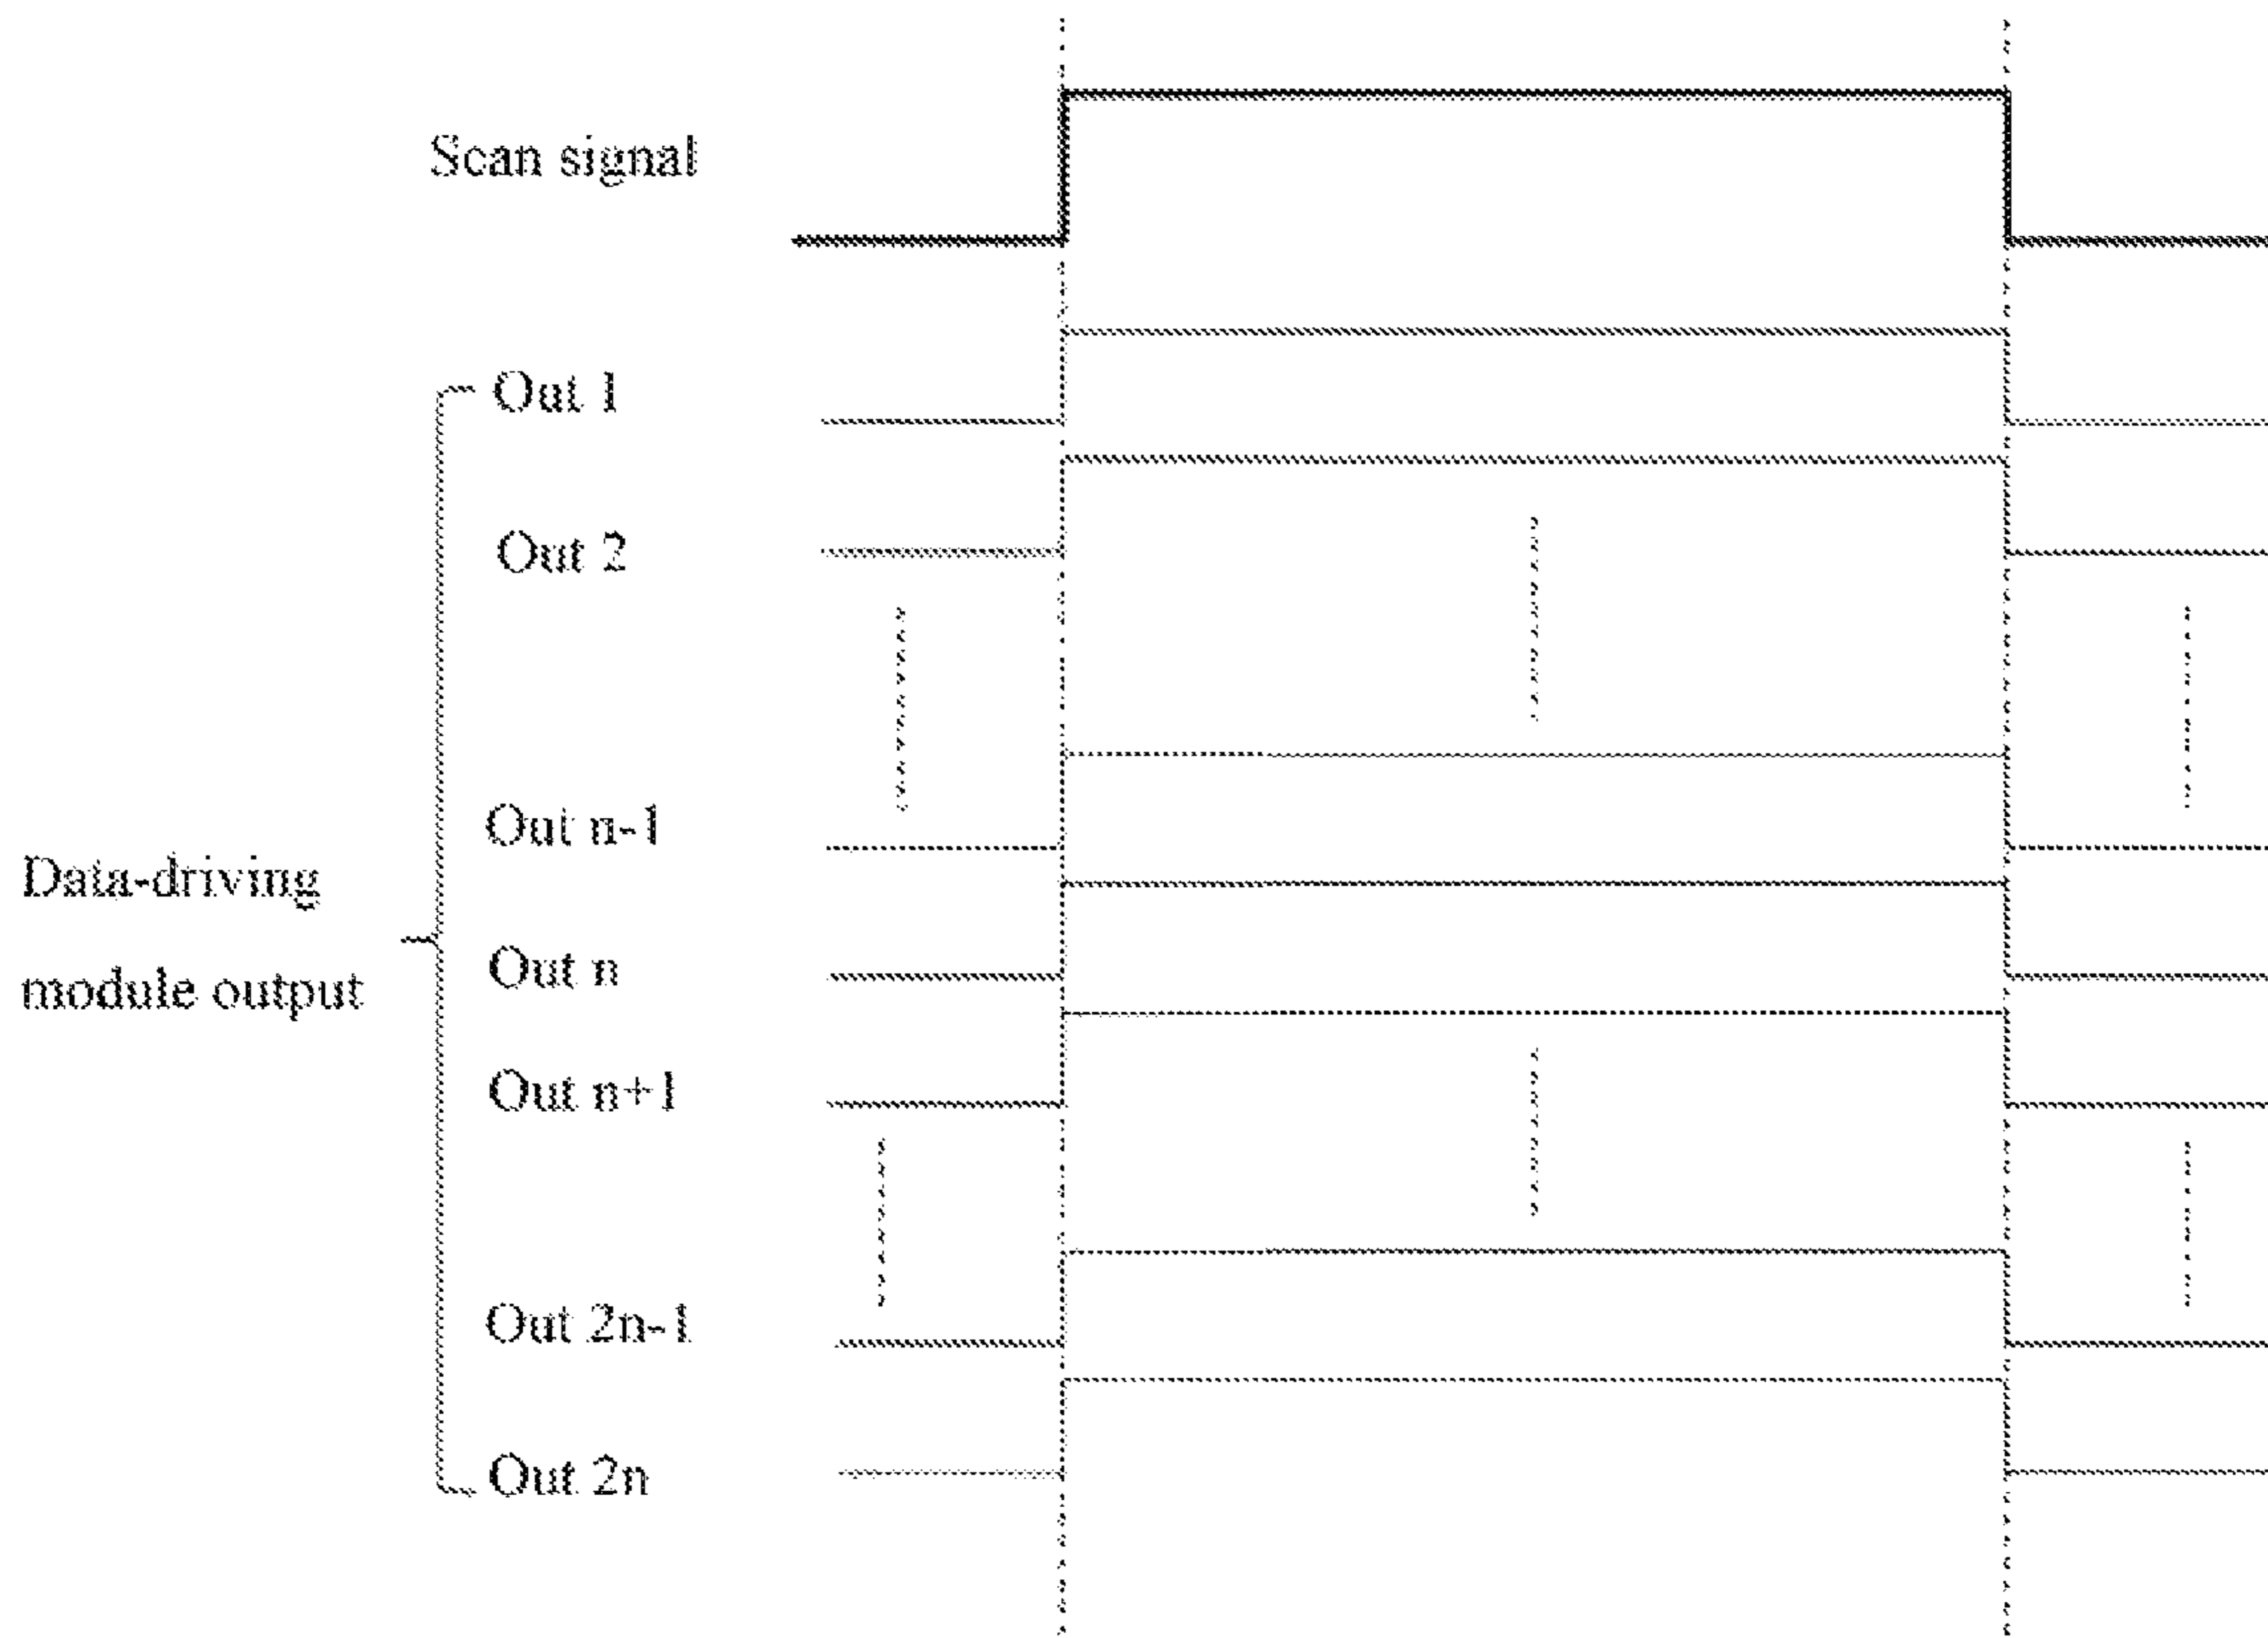 Scan signal
Out 1
Out 2
Out n-1
Data-driving
module output
Out n
Out n+1
Out 2n-1
Out 2n